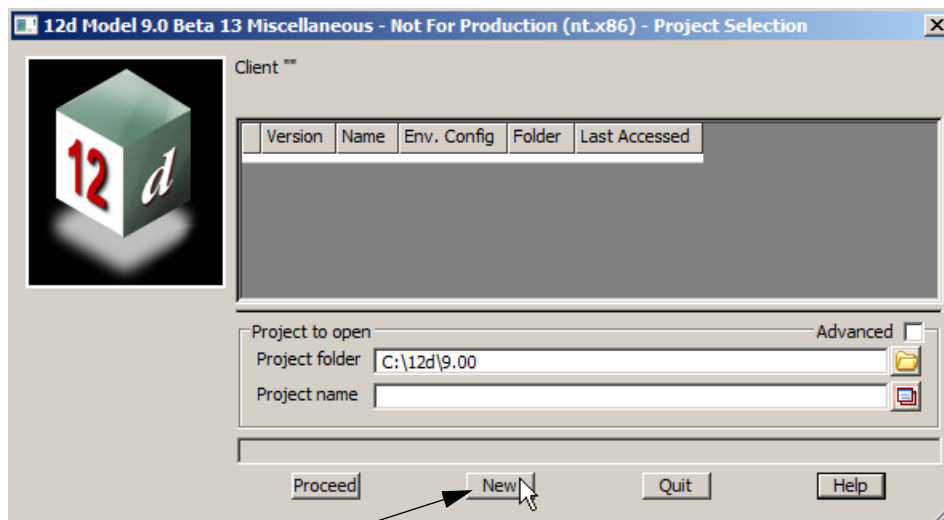 12d Model 9.0 Beta 13 Miscellaneous - Not For Production (nt.x86) - Project Selection
Client ""
12 d
Version Name Env. Config Folder Last Accessed
Project to open Advanced
Project folder C:\12d\9.00
Project name
Proceed New Quit Help